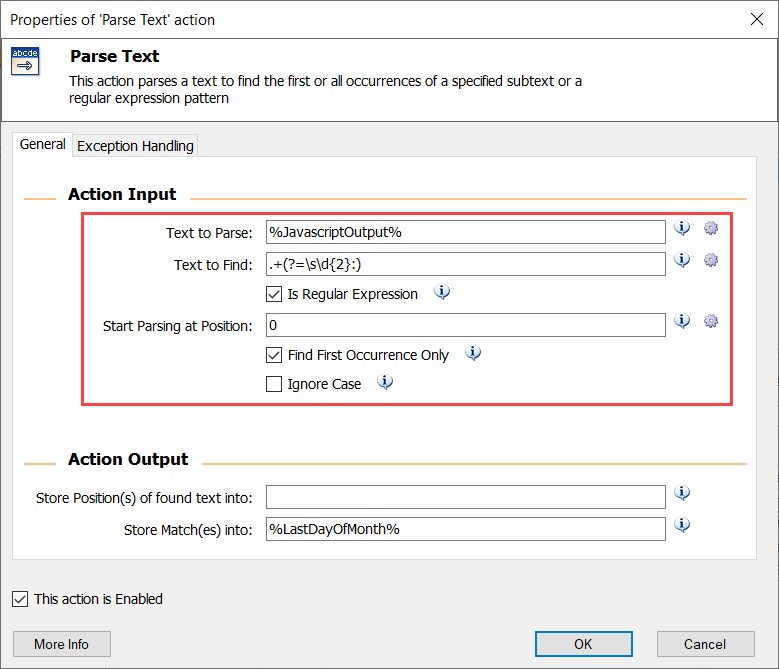 Properties of 'Parse Text' action
abcde
Parse Text
This action parses a text to find the first or all occurrences of a specified subtext or a
regular expression pattern
General
Exception Handling
Action Input
Text to Parse:
%JavascriptOutput%
Text to Find:
.+(?=\s\d{2}:)
Is Regular Expression
Start Parsing at Position:
0
Find First Occurrence Only
Ignore Case
Action Output
Store Position(s) of found text into:
Store Match(es) into:
%LastDayOfMonth%
This action is Enabled
More Info
OK
Cancel